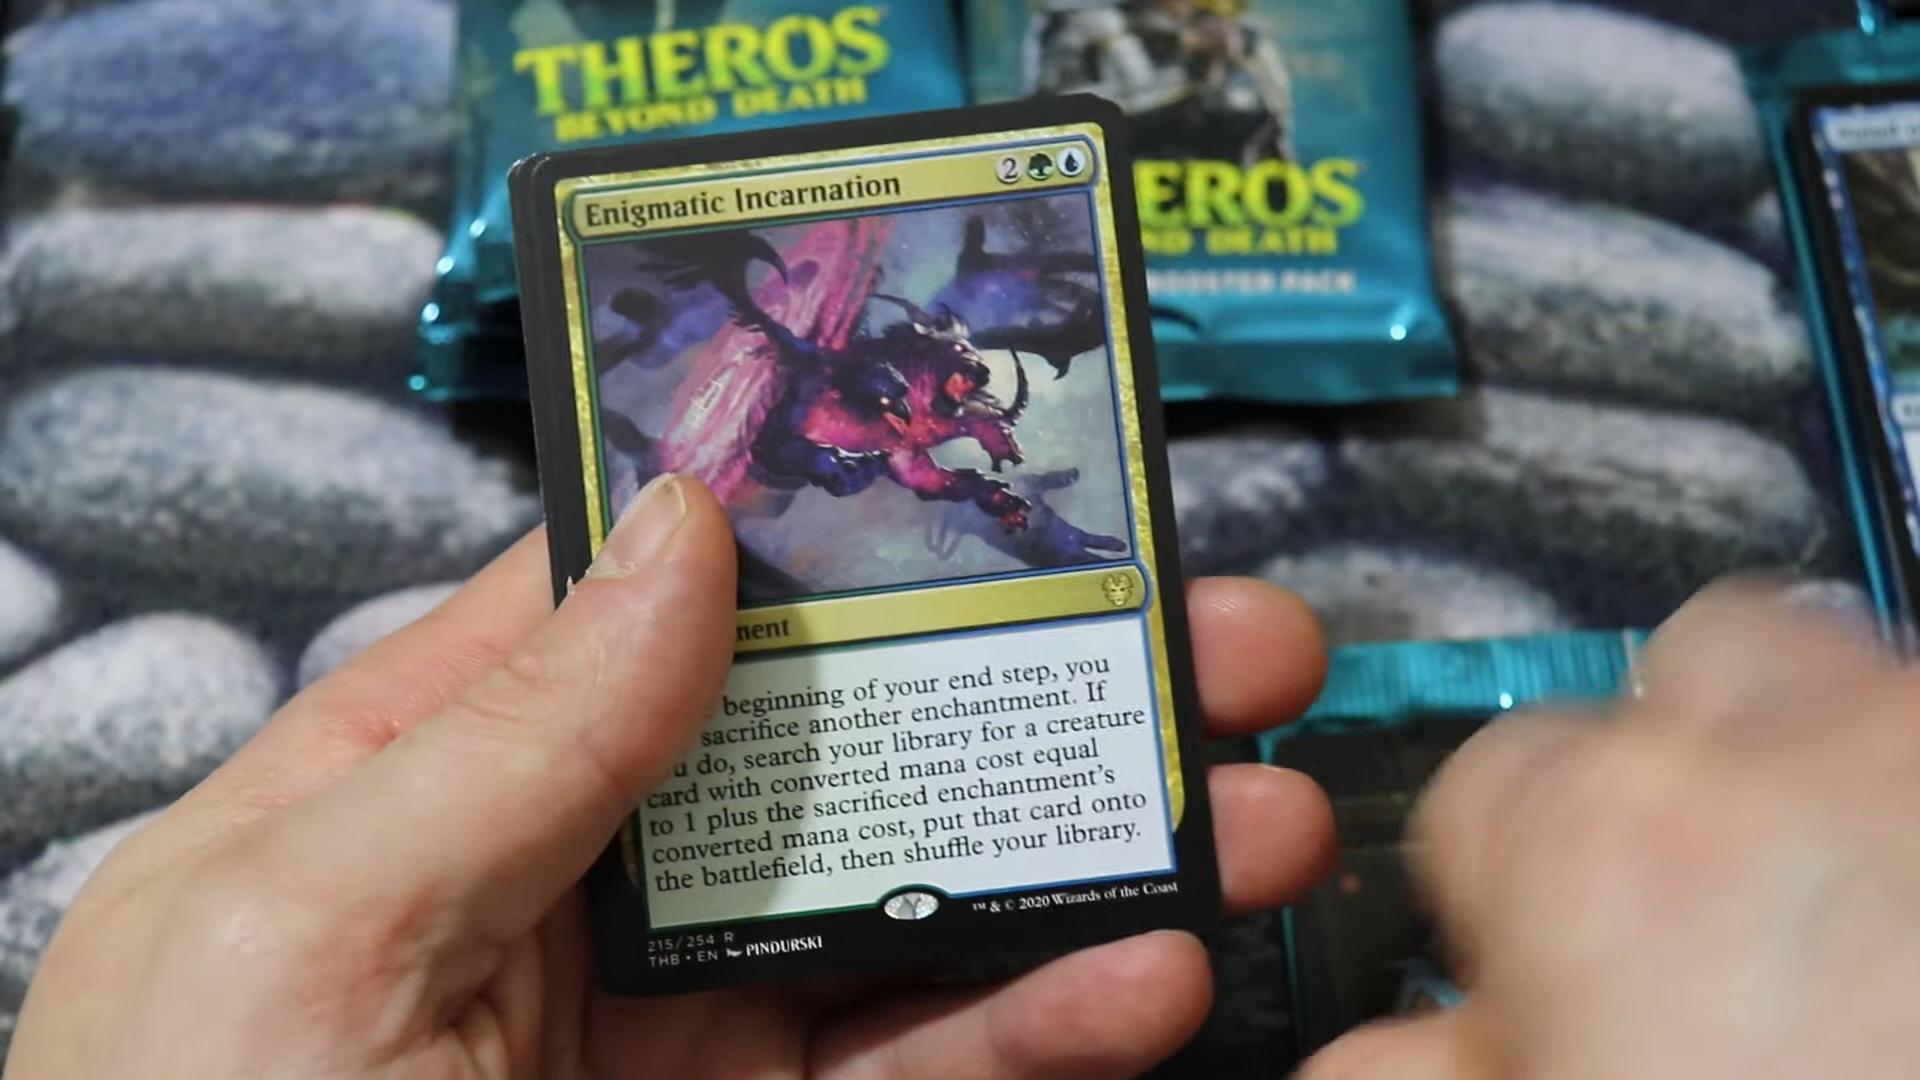 THEROS
BEYOND DEATH
EROS
ND DEATH
BOOSTER PACK
Enigmatic Incarnation
2
ment
beginning of your end step, you
sacrifice another enchantment. If
u do, search your library for a creature
card with converted mana cost equal
to 1 plus the sacrificed enchantment's
converted mana cost, put that card onto
the battlefield, then shuffle your library.
™ & © 2020 Wizards of the Coast
215/254 R
THB • EN PINDURSKI